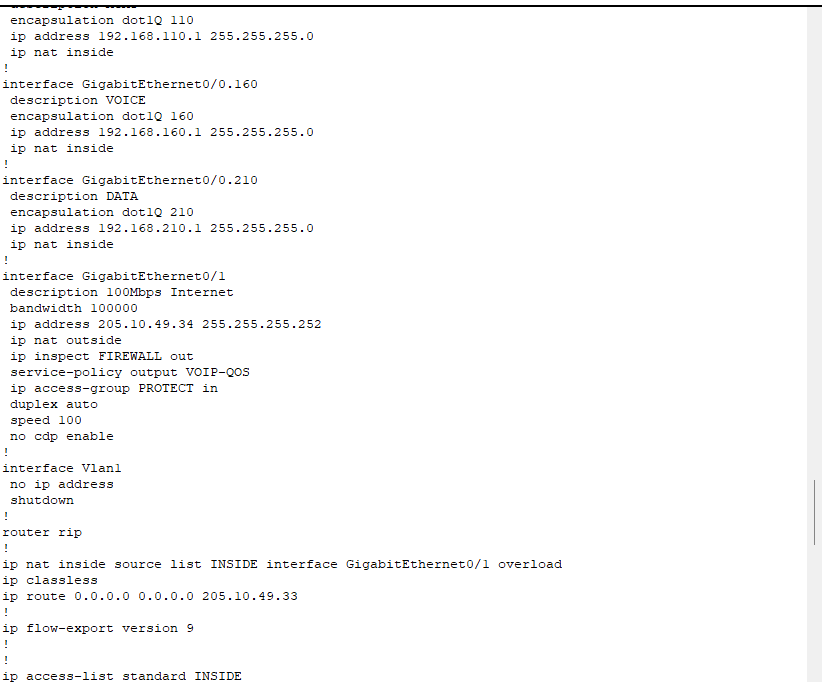 encapsulation dot1Q 110
ip address 192.168.110.1 255.255.255.0
ip nat inside
!
interface GigabitEthernet0/0.160
description VOICE
encapsulation dot1Q 160
ip address 192.168.160.1 255.255.255.0
ip nat inside
!
interface GigabitEthernet0/0.210
description DATA
encapsulation dot1Q 210
ip address 192.168.210.1 255.255.255.0
ip nat inside
!
interface GigabitEthernet0/1
description 100Mbps Internet
bandwidth 100000
ip address 205.10.49.34 255.255.255.252
ip nat outside
ip inspect FIREWALL out
service-policy output VOIP-QOS
ip access-group PROTECT in
duplex auto
speed 100
no cdp enable
!
interface Vlan1
no ip address
shutdown
!
router rip
!
ip nat inside source list INSIDE interface GigabitEthernet0/1 overload
ip classless
ip route 0.0.0.0 0.0.0.0 205.10.49.33
!
ip flow-export version 9
!
!
ip access-list standard INSIDE